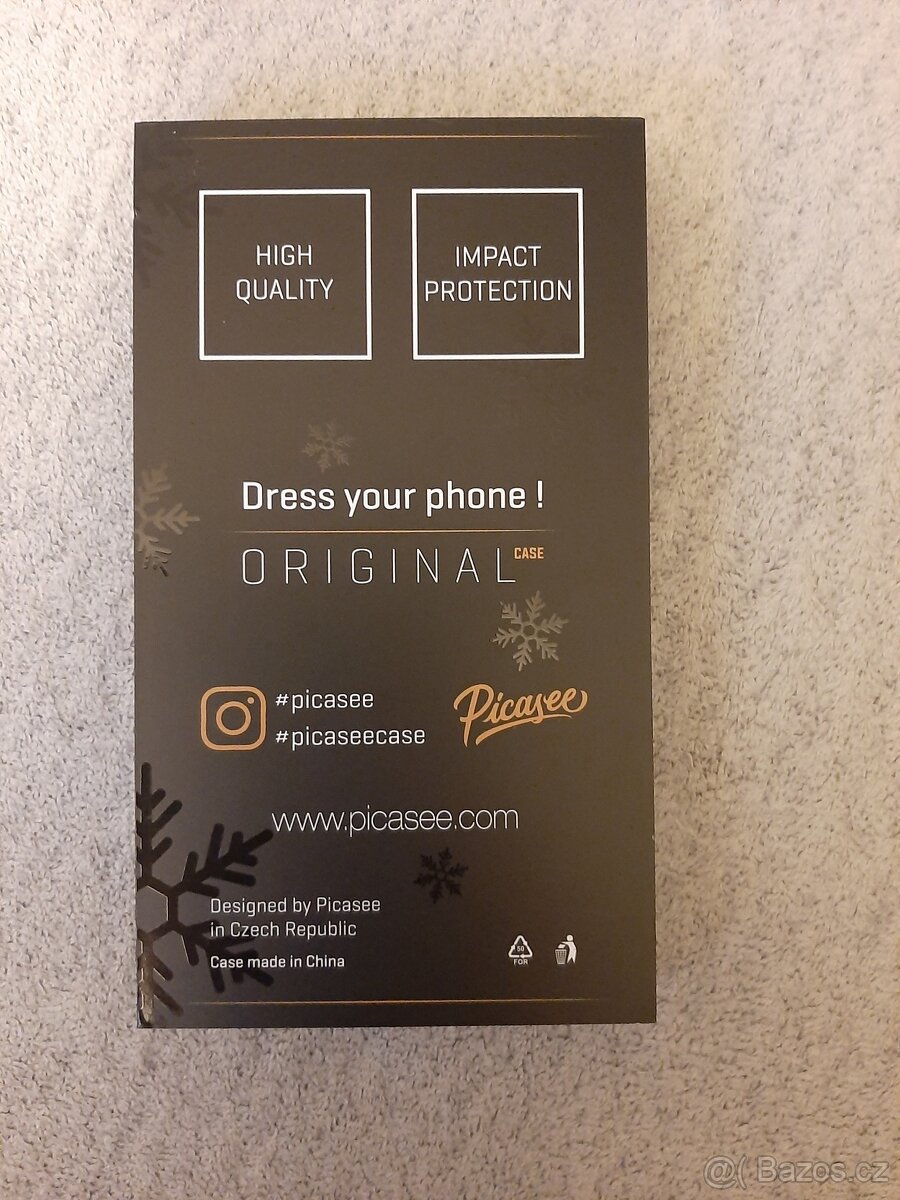 HIGH
QUALITY
IMPACT
PROTECTION
Dress your phone !
ORIGINAL CASE
#picasee
#picaseecase
Picasee
www.picasee.com
Designed by Picasee
in Czech Republic
Case made in China
50
FOR
@( Bazos.cz